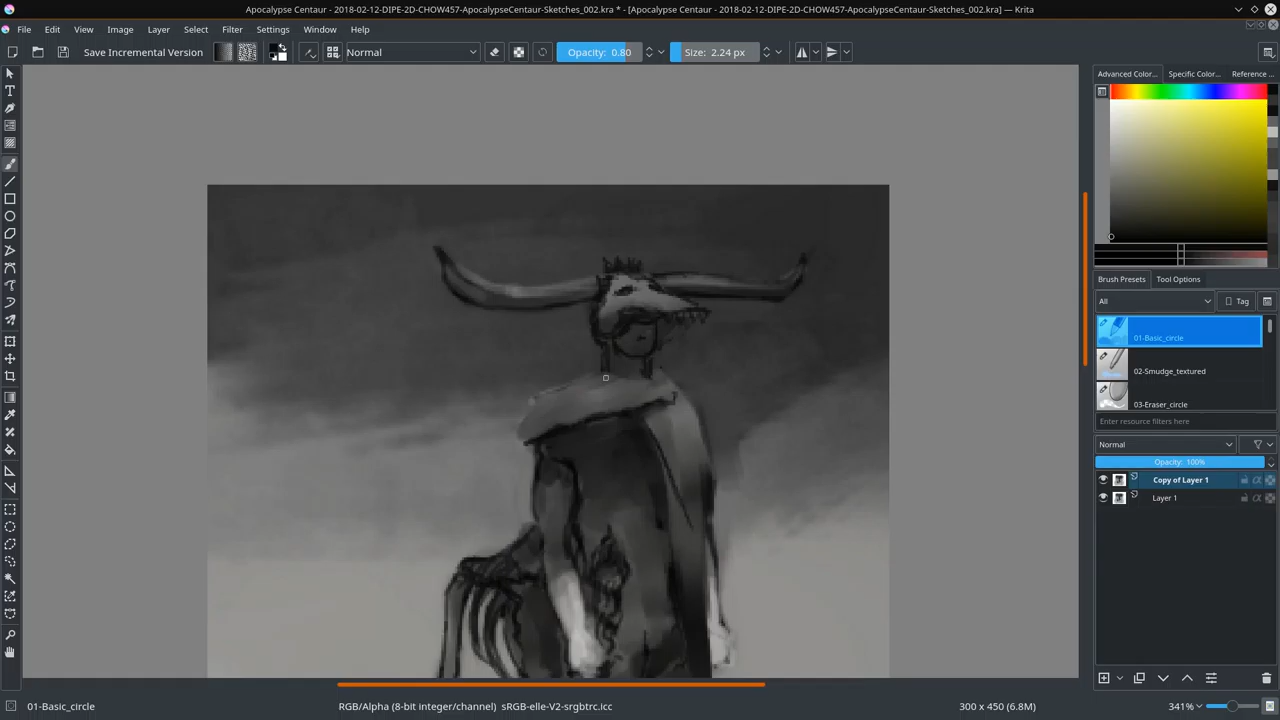 Apocalypse Centaur - 2018-02-12-DIPE-2D-CHOW457-ApocalypseCentaur-Sketches_002.kra * - [Apocalypse Centaur - 2018-02-12-DIPE-2D-CHOW457-ApocalypseCentaur-Sketches_002.kra] (6.8M) — Krita
File Edit View Image Layer Select Filter Settings Window Help
Save Incremental Version Normal Opacity: 0.80 Size: 2.24 px
Advanced Color... Specific Color... Reference ...
Brush Presets Tool Options
All Tag
01-Basic_circle
02-Smudge_textured
03-Eraser_circle
Enter resource filters here
Normal
Opacity: 100%
Copy of Layer 1
Layer 1
01-Basic_circle RGB/Alpha (8-bit integer/channel) sRGB-elle-V2-srgbtrc.icc 300 x 450 (6.8M) 341%